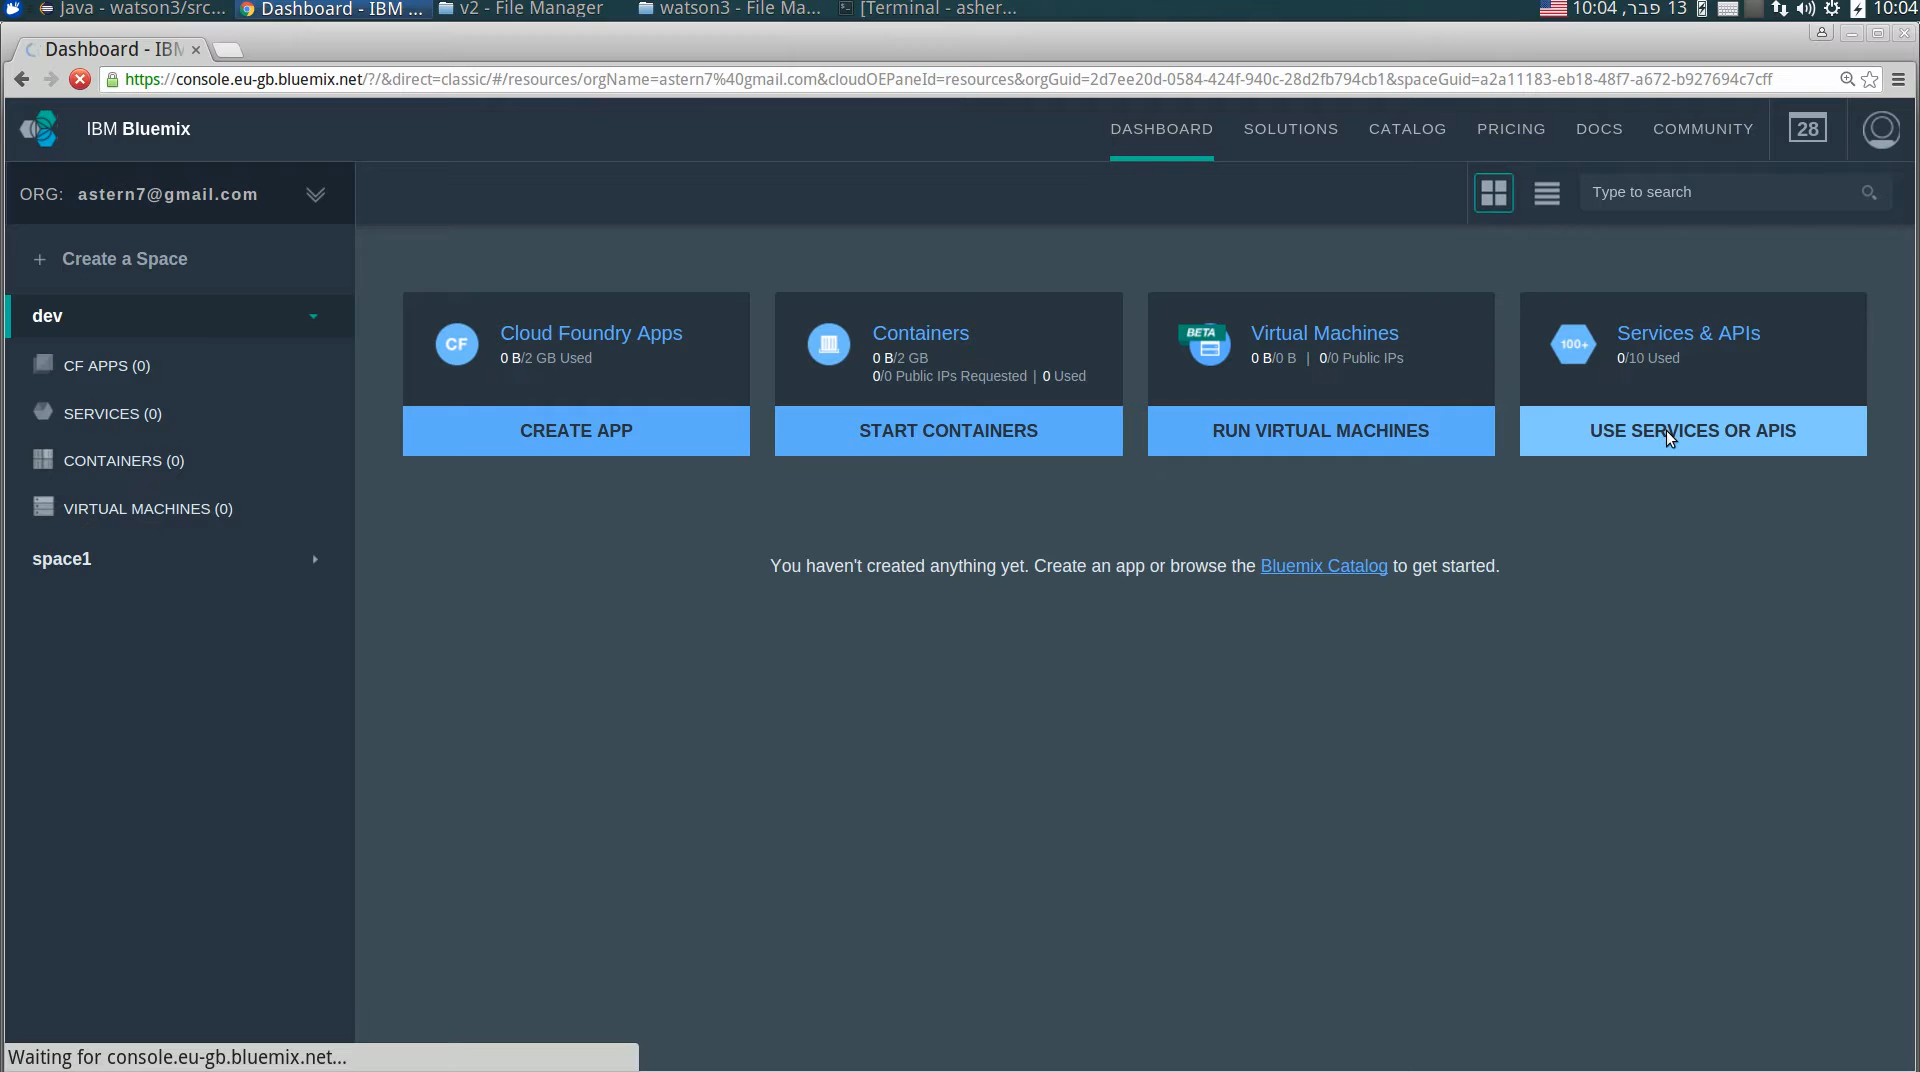 Java - watson3/src...
Dashboard - IBM ...
v2 - File Manager
watson3 - File Ma...
[Terminal - asher...
10:04 ,פבר 13
10:04
Dashboard - IBM
https://console.eu-gb.bluemix.net/?/&direct=classic/#/resources/orgName=astern7%40gmail.com&cloudOEPaneId=resources&orgGuid=2d7ee20d-0584-424f-940c-28d2fb794cb1&spaceGuid=a2a11183-eb18-48f7-a672-b927694c7cff
IBM Bluemix
DASHBOARD
SOLUTIONS
CATALOG
PRICING
DOCS
COMMUNITY
28
ORG: astern7@gmail.com
Type to search
+ Create a Space
dev
CF APPS (0)
SERVICES (0)
CONTAINERS (0)
VIRTUAL MACHINES (0)
space1
CF
Cloud Foundry Apps
0 B/2 GB Used
CREATE APP
Containers
0 B/2 GB
0/0 Public IPs Requested | 0 Used
START CONTAINERS
BETA
Virtual Machines
0 B/0 B | 0/0 Public IPs
RUN VIRTUAL MACHINES
100+
Services & APIs
0/10 Used
USE SERVICES OR APIS
You haven't created anything yet. Create an app or browse the Bluemix Catalog to get started.
Waiting for console.eu-gb.bluemix.net...